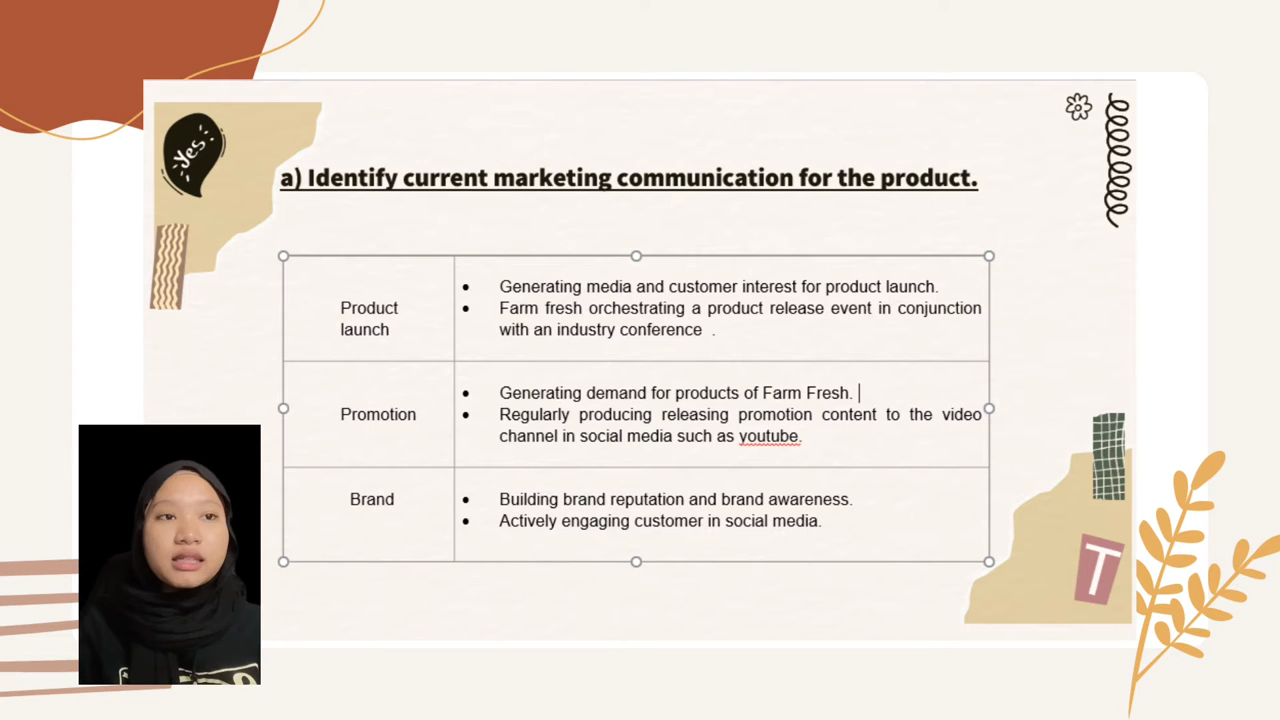 Yes
a) Identify current marketing communication for the product.
Product
launch
• Generating media and customer interest for product launch.
• Farm fresh orchestrating a product release event in conjunction
with an industry conference .
Promotion
• Generating demand for products of Farm Fresh.
• Regularly producing releasing promotion content to the video
channel in social media such as youtube.
Brand
• Building brand reputation and brand awareness.
• Actively engaging customer in social media.
T